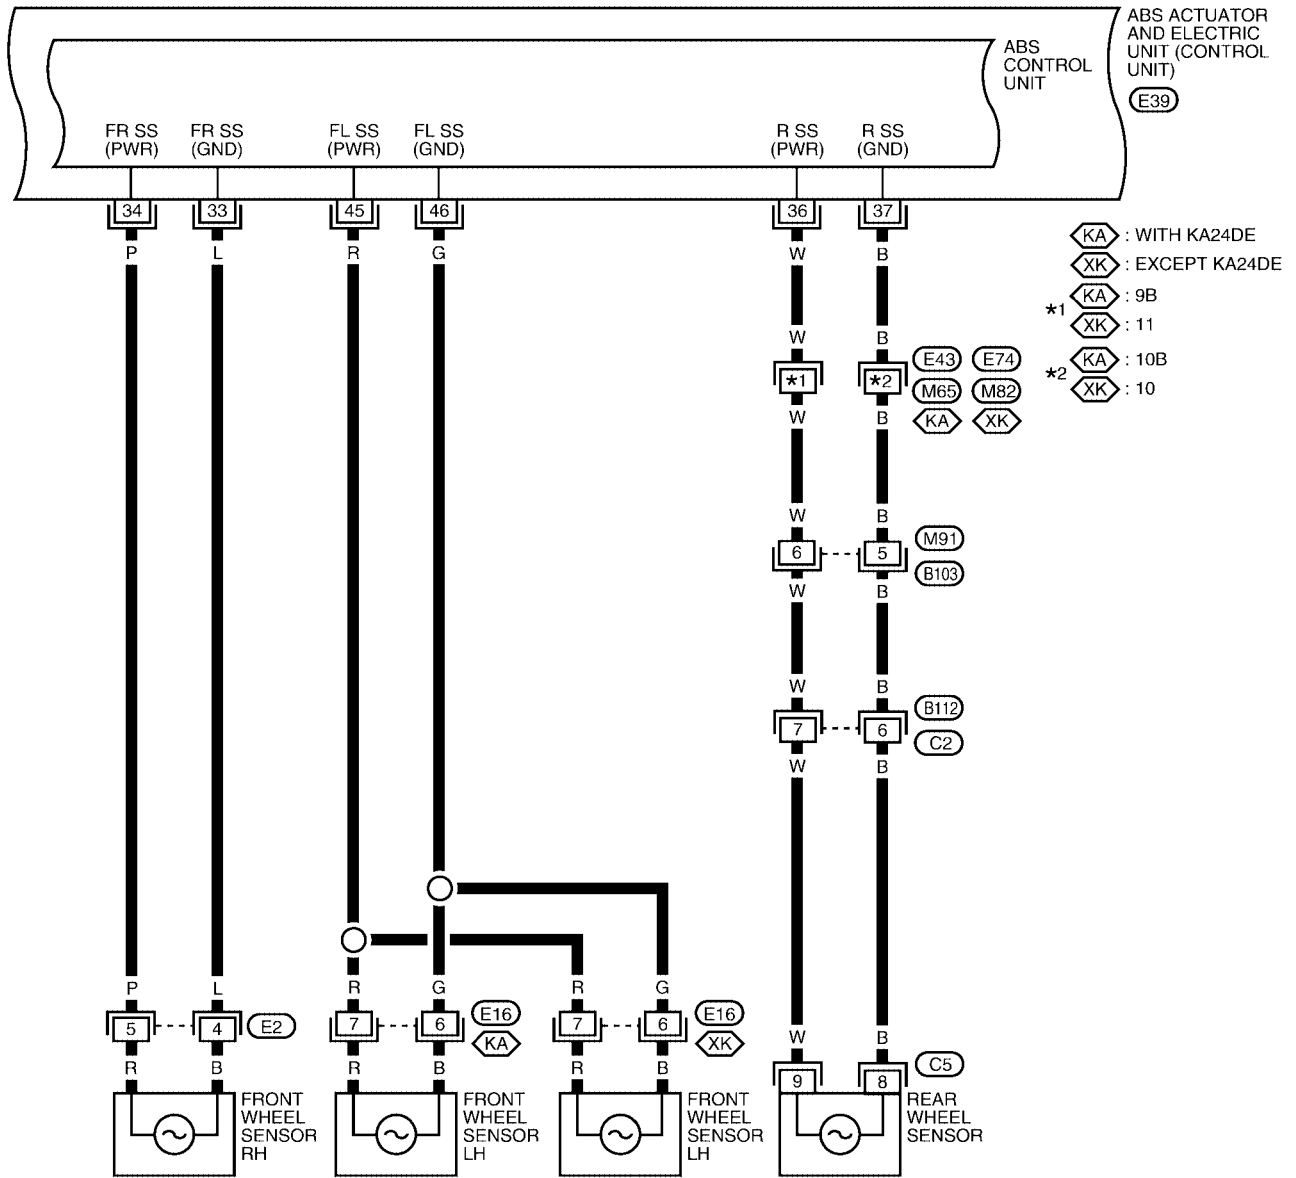 ABS ACTUATOR
AND ELECTRIC
UNIT (CONTROL
UNIT)
E39
ABS
CONTROL
UNIT
FR SS
(PWR)
FR SS
(GND)
FL SS
(PWR)
FL SS
(GND)
R SS
(PWR)
R SS
(GND)
34 33 45 46 36 37
P L R G W B
KA : WITH KA24DE
XK : EXCEPT KA24DE
*1 KA : 9B
XK : 11
*2 KA : 10B
XK : 10
W B
*1 *2
E43 E74
M65 M82
KA XK
W B
W B
6 5
M91
B103
W B
W B
7 6
B112
C2
W B
P L R G R G
5 4 E2
7 6 E16
KA
7 6 E16
XK
R B R B R B
W B
9 8 C5
FRONT
WHEEL
SENSOR
RH
FRONT
WHEEL
SENSOR
LH
FRONT
WHEEL
SENSOR
LH
REAR
WHEEL
SENSOR